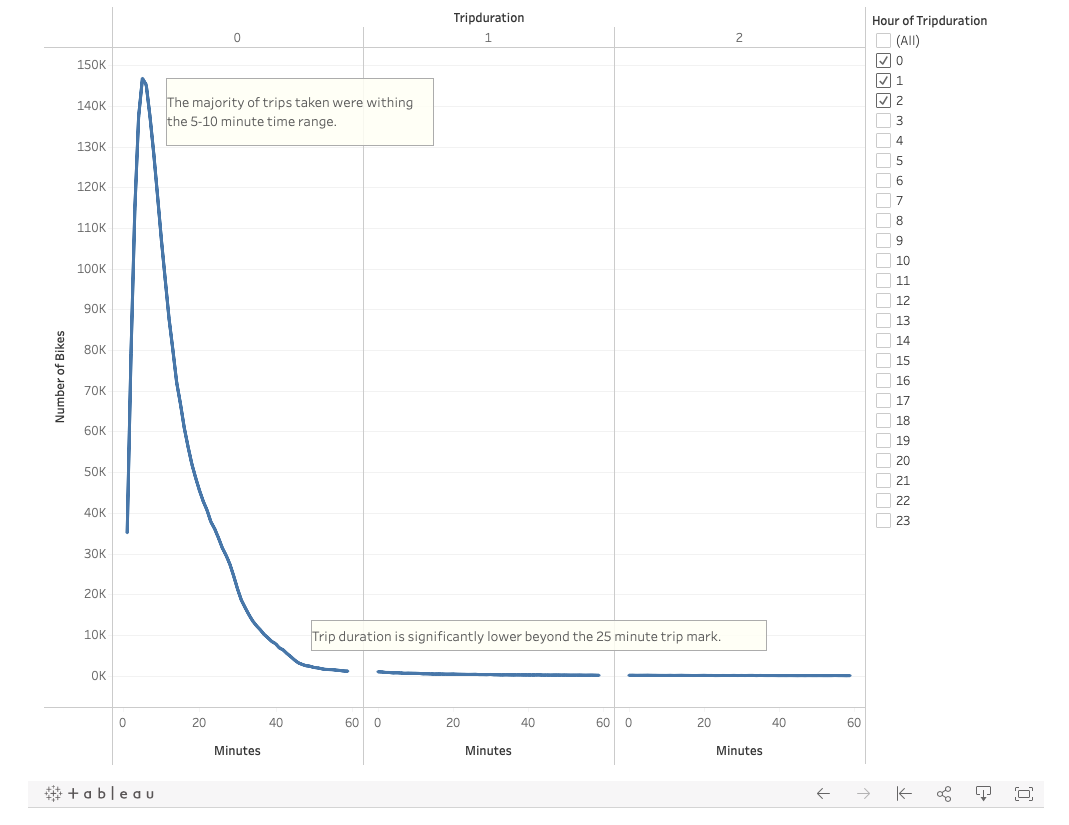 Tripduration
0 1 2
Hour of Tripduration
(All)
0
1
2
3
4
5
6
7
8
9
10
11
12
13
14
15
16
17
18
19
20
21
22
23
Number of Bikes
150K
140K
130K
120K
110K
100K
90K
80K
70K
60K
50K
40K
30K
20K
10K
0K
The majority of trips taken were withing
the 5-10 minute time range.
Trip duration is significantly lower beyond the 25 minute trip mark.
0 20 40 60 0 20 40 60 0 20 40 60
Minutes Minutes Minutes
tableau